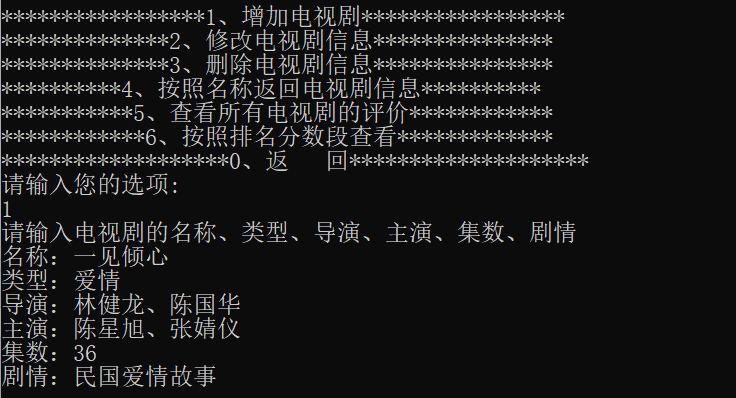 *****************1、增加电视剧*****************
**************2、修改电视剧信息***************
**************3、删除电视剧信息***************
**********4、按照名称返回电视剧信息**********
***********5、查看所有电视剧的评价************
************6、按照排名分数段查看*************
*******************0、返   回********************
请输入您的选项:
1
请输入电视剧的名称、类型、导演、主演、集数、剧情
名称：一见倾心
类型：爱情
导演：林健龙、陈国华
主演：陈星旭、张婧仪
集数：36
剧情：民国爱情故事